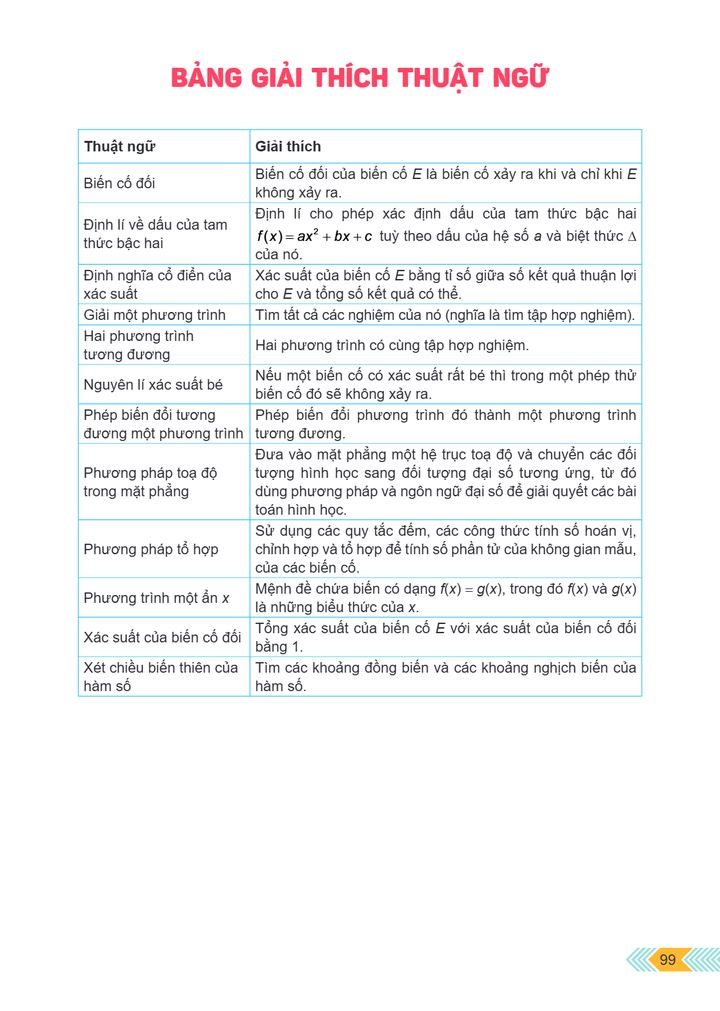 BẢNG GIẢI THÍCH THUẬT NGỮ
Thuật ngữ
Giải thích
Biến cố đối
Biến cố đối của biến cố E là biến cố xảy ra khi và chỉ khi E
không xảy ra.
Định lí về dấu của tam
thức bậc hai
Định lí cho phép xác định dấu của tam thức bậc hai
f(x) = ax² + bx + c tuỳ theo dấu của hệ số a và biệt thức Δ
của nó.
Định nghĩa cổ điển của
xác suất
Xác suất của biến cố E bằng tỉ số giữa số kết quả thuận lợi
cho E và tổng số kết quả có thể.
Giải một phương trình
Tìm tất cả các nghiệm của nó (nghĩa là tìm tập hợp nghiệm).
Hai phương trình
tương đương
Hai phương trình có cùng tập hợp nghiệm.
Nguyên lí xác suất bé
Nếu một biến cố có xác suất rất bé thì trong một phép thử
biến cố đó sẽ không xảy ra.
Phép biến đổi tương
đương một phương trình
Phép biến đổi phương trình đó thành một phương trình
tương đương.
Phương pháp toạ độ
trong mặt phẳng
Đưa vào mặt phẳng một hệ trục toạ độ và chuyển các đối
tượng hình học sang đối tượng đại số tương ứng, từ đó
dùng phương pháp và ngôn ngữ đại số để giải quyết các bài
toán hình học.
Phương pháp tổ hợp
Sử dụng các quy tắc đếm, các công thức tính số hoán vị,
chỉnh hợp và tổ hợp để tính số phần tử của không gian mẫu,
của các biến cố.
Phương trình một ẩn x
Mệnh đề chứa biến có dạng f(x) = g(x), trong đó f(x) và g(x)
là những biểu thức của x.
Xác suất của biến cố đối
Tổng xác suất của biến cố E với xác suất của biến cố đối
bằng 1.
Xét chiều biến thiên của
hàm số
Tìm các khoảng đồng biến và các khoảng nghịch biến của
hàm số.
99